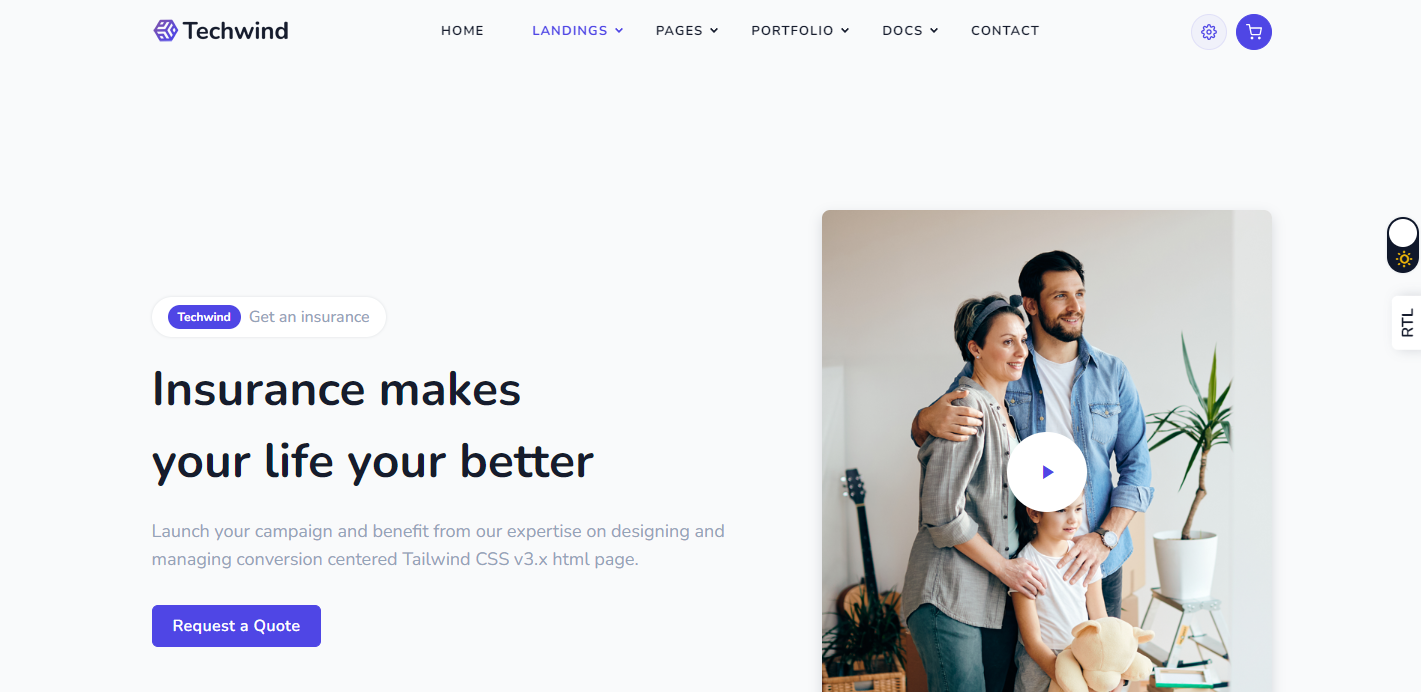 Techwind
HOME
LANDINGS
PAGES
PORTFOLIO
DOCS
CONTACT
RTL
Techwind Get an insurance
Insurance makes
your life your better
Launch your campaign and benefit from our expertise on designing and
managing conversion centered Tailwind CSS v3.x html page.
Request a Quote